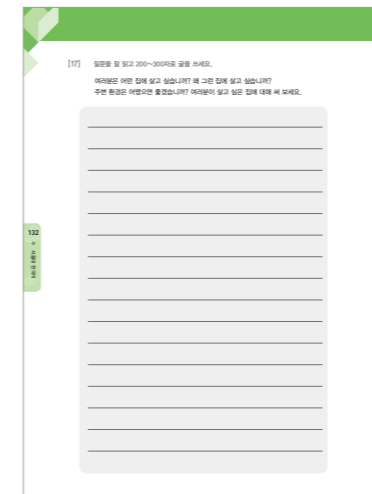 [17] 질문을 잘 읽고 200~300자로 글을 쓰세요.
여러분은 어떤 집에 살고 싶습니까? 왜 그런 집에 살고 싶습니까?
주변 환경은 어땠으면 좋겠습니까? 여러분이 살고 싶은 집에 대해 써 보세요.
132